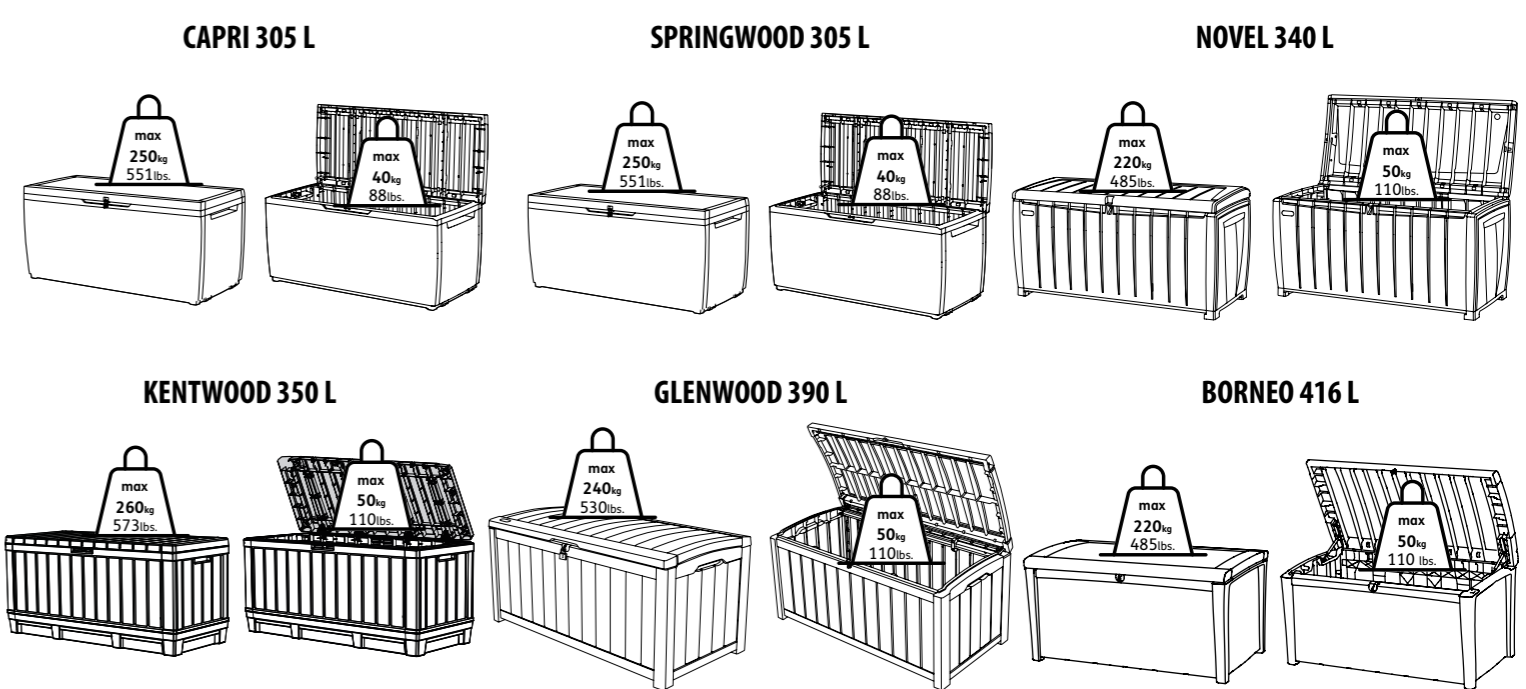 CAPRI 305 L
max
250kg
551lbs.
max
40kg
88lbs.
SPRINGWOOD 305 L
max
250kg
551lbs.
max
40kg
88lbs.
NOVEL 340 L
max
220kg
485lbs.
max
50kg
110lbs.
KENTWOOD 350 L
max
260kg
573lbs.
max
50kg
110lbs.
GLENWOOD 390 L
max
240kg
530lbs.
max
50kg
110lbs.
BORNEO 416 L
max
220kg
485lbs.
max
50kg
110 lbs.